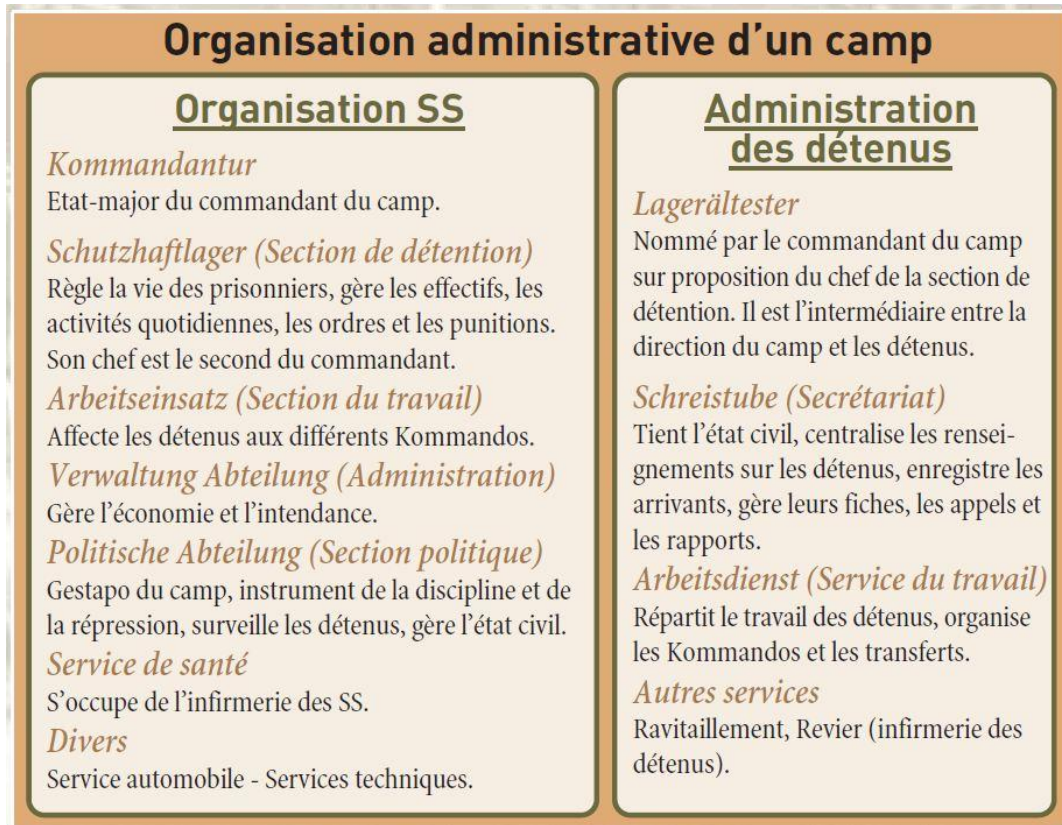 Organisation administrative d’un camp
Organisation SS
Kommandantur
Etat-major du commandant du camp.
Schutzhaftlager (Section de détention)
Règle la vie des prisonniers, gère les effectifs, les
activités quotidiennes, les ordres et les punitions.
Son chef est le second du commandant.
Arbeitseinsatz (Section du travail)
Affecte les détenus aux différents Kommandos.
Verwaltung Abteilung (Administration)
Gère l’économie et l’intendance.
Politische Abteilung (Section politique)
Gestapo du camp, instrument de la discipline et de
la répression, surveille les détenus, gère l’état civil.
Service de santé
S’occupe de l’infirmerie des SS.
Divers
Service automobile - Services techniques.
Administration
des détenus
Lagerältester
Nommé par le commandant du camp
sur proposition du chef de la section de
détention. Il est l’intermédiaire entre la
direction du camp et les détenus.
Schreistube (Secrétariat)
Tient l’état civil, centralise les rensei-
gnements sur les détenus, enregistre les
arrivants, gère leurs fiches, les appels et
les rapports.
Arbeitsdienst (Service du travail)
Répartit le travail des détenus, organise
les Kommandos et les transferts.
Autres services
Ravitaillement, Revier (infirmerie des
détenus).